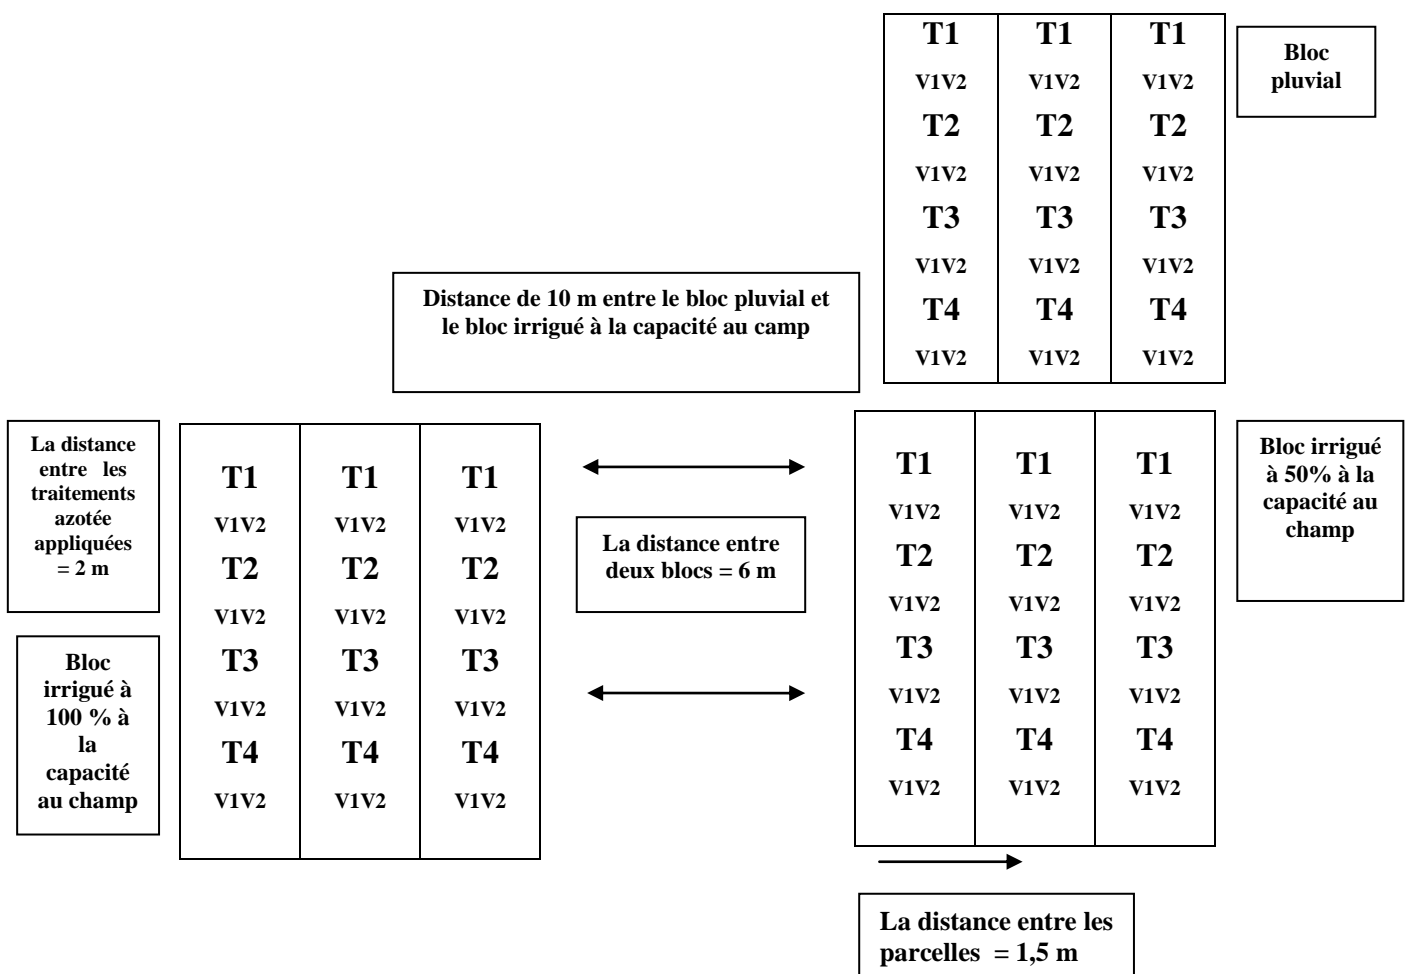 T1 T1 T1
V1V2 V1V2 V1V2
T2 T2 T2
V1V2 V1V2 V1V2
T3 T3 T3
V1V2 V1V2 V1V2
T4 T4 T4
V1V2 V1V2 V1V2
Bloc
pluvial
Distance de 10 m entre le bloc pluvial et
le bloc irrigué à la capacité au camp
La distance
entre les
traitements
azotée
appliquées
= 2 m
Bloc
irrigué à
100 % à
la
capacité
au champ
T1 T1 T1
V1V2 V1V2 V1V2
T2 T2 T2
V1V2 V1V2 V1V2
T3 T3 T3
V1V2 V1V2 V1V2
T4 T4 T4
V1V2 V1V2 V1V2
La distance entre
deux blocs = 6 m
T1 T1 T1
V1V2 V1V2 V1V2
T2 T2 T2
V1V2 V1V2 V1V2
T3 T3 T3
V1V2 V1V2 V1V2
T4 T4 T4
V1V2 V1V2 V1V2
Bloc irrigué
à 50% à la
capacité au
champ
La distance entre les
parcelles = 1,5 m